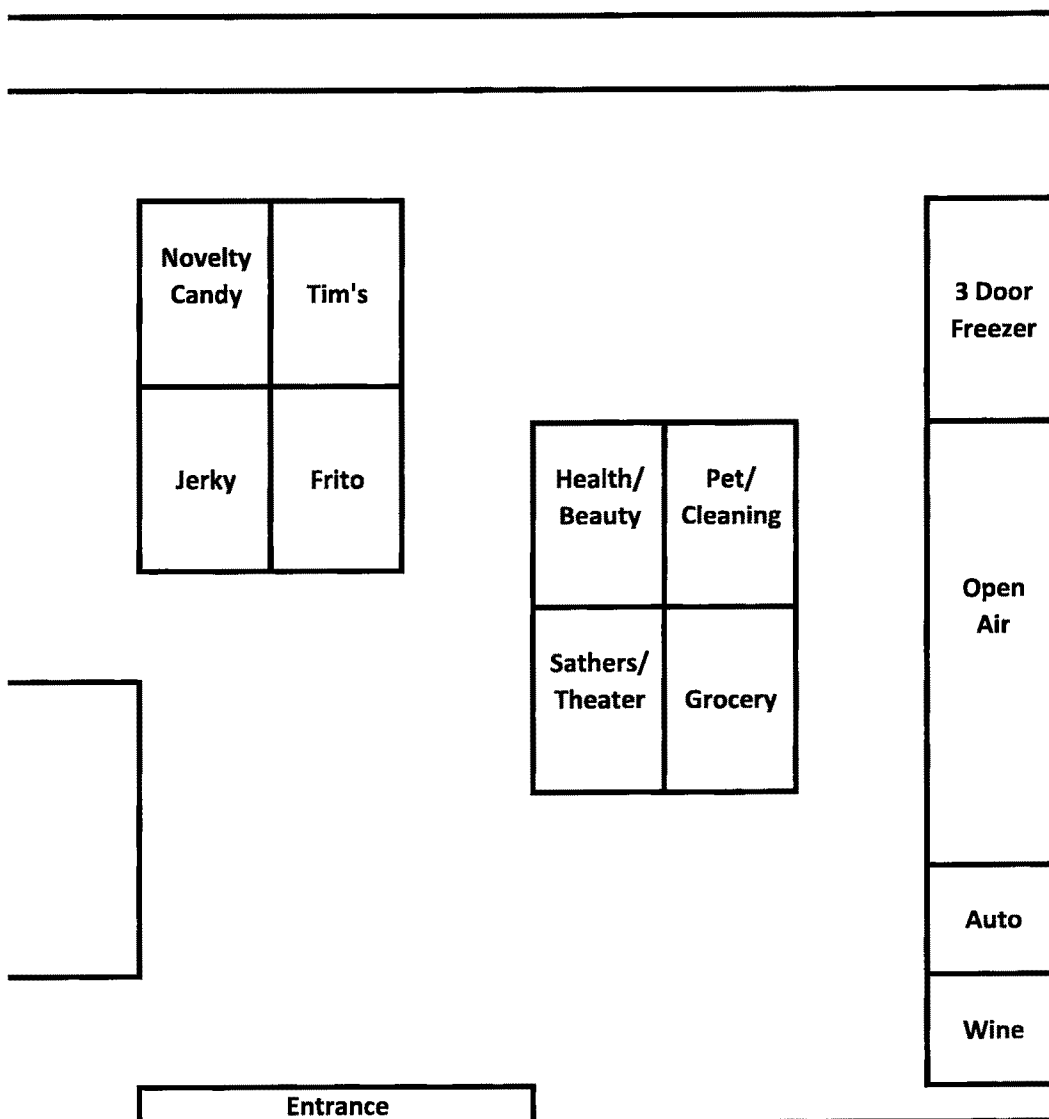 Novelty
Candy
Tim's
3 Door
Freezer
Jerky
Frito
Health/
Beauty
Pet/
Cleaning
Open
Air
Sathers/
Theater
Grocery
Auto
Wine
Entrance